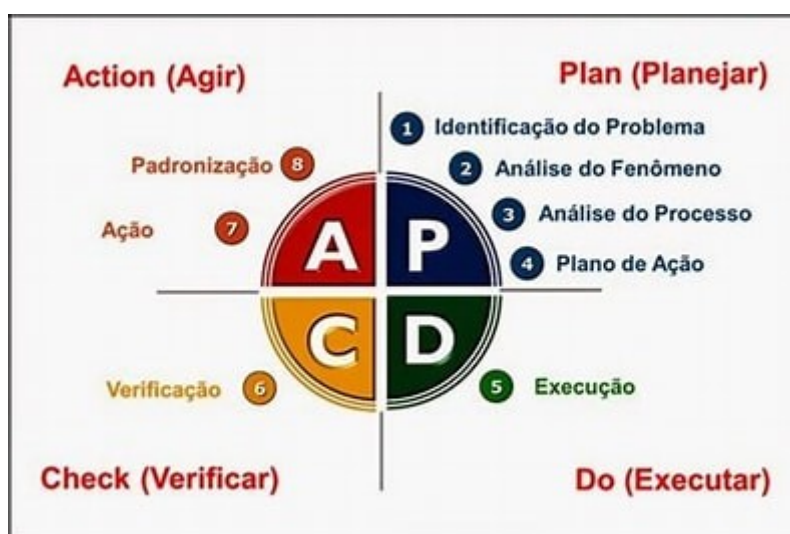 Action (Agir)
Plan (Planejar)
1 Identificação do Problema
2 Análise do Fenômeno
3 Análise do Processo
4 Plano de Ação
Padronização 8
Ação 7
A P
C D
Verificação 6
5 Execução
Check (Verificar)
Do (Executar)